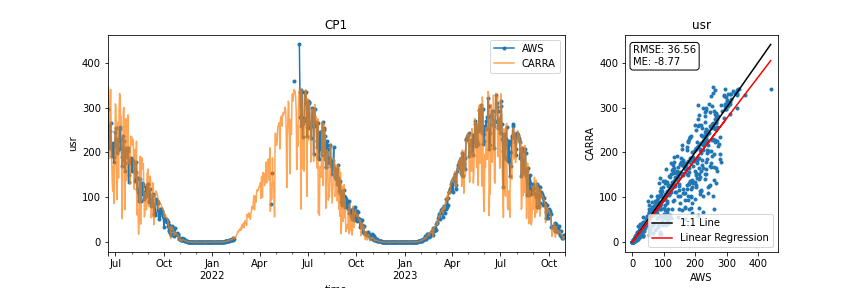 CP1
usr
400
300
200
100
0
usr
AWS
CARRA
Jul
Oct
Jan
2022
Apr
Jul
Oct
Jan
2023
Apr
Jul
Oct
time
usr
RMSE: 36.56
ME: -8.77
CARRA
400
300
200
100
0
1:1 Line
Linear Regression
0
100
200
300
400
AWS